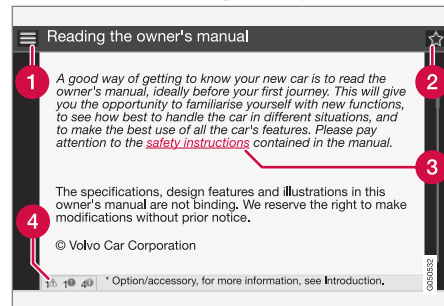 Reading the owner's manual
1
2
A good way of getting to know your new car is to read the
owner's manual, ideally before your first journey. This will give
you the opportunity to familiarise yourself with new functions,
to see how best to handle the car in different situations, and
to make the best use of all the car's features. Please pay
attention to the safety instructions contained in the manual.
3
The specifications, design features and illustrations in this
owner's manual are not binding. We reserve the right to make
modifications without prior notice.
4
© Volvo Car Corporation
1 1 4 * Option/accessory, for more information, see Introduction.
G050532